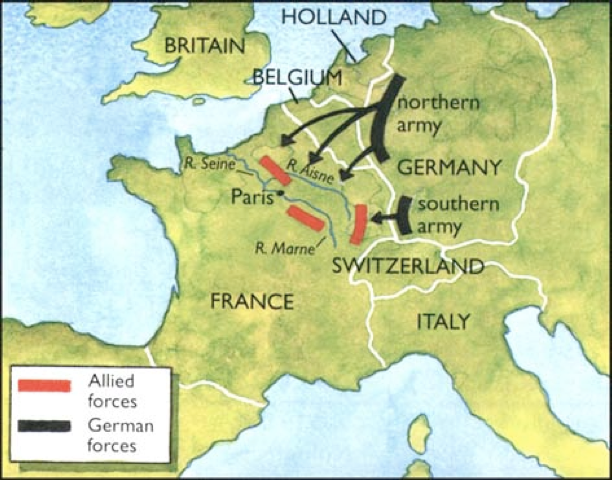 HOLLAND
BRITAIN
BELGIUM
northern
army
R. Seine
R Aisne
GERMANY
Paris
southern
army
R. Marne
SWITZERLAND
FRANCE
ITALY
Allied
forces
German
forces